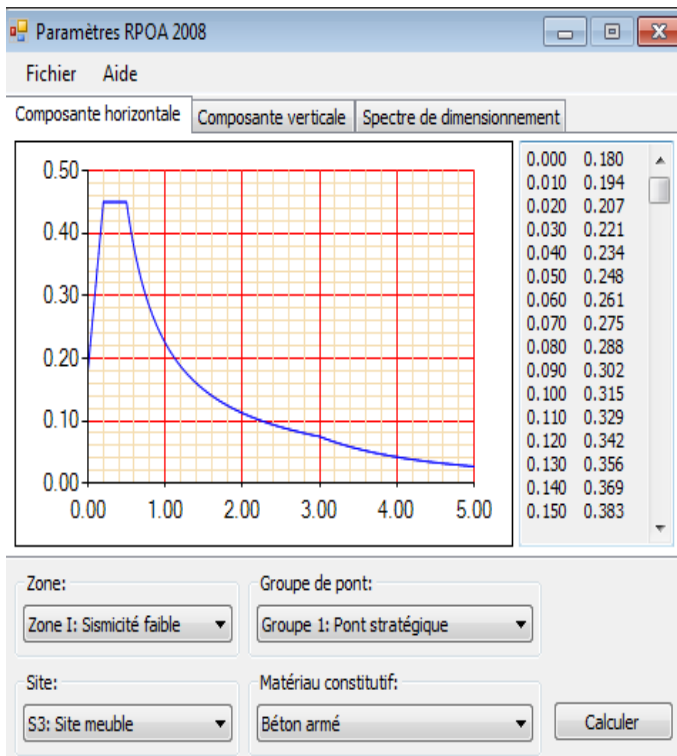 Paramètres RPOA 2008
Fichier Aide
Composante horizontale Composante verticale Spectre de dimensionnement
0.50
0.40
0.30
0.20
0.10
0.00
0.00 1.00 2.00 3.00 4.00 5.00
0.000 0.180
0.010 0.194
0.020 0.207
0.030 0.221
0.040 0.234
0.050 0.248
0.060 0.261
0.070 0.275
0.080 0.288
0.090 0.302
0.100 0.315
0.110 0.329
0.120 0.342
0.130 0.356
0.140 0.369
0.150 0.383
Zone: Groupe de pont:
Zone I: Sismicité faible Groupe 1: Pont stratégique
Site: Matériau constitutif:
S3: Site meuble Béton armé Calculer